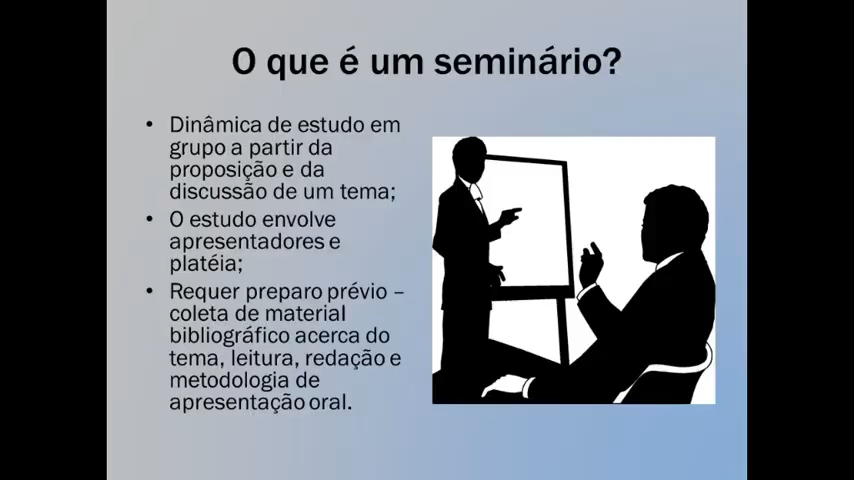 O que é um seminário?
• Dinâmica de estudo em
grupo a partir da
proposição e da
discussão de um tema;
• O estudo envolve
apresentadores e
platéia;
• Requer preparo prévio –
coleta de material
bibliográfico acerca do
tema, leitura, redação e
metodologia de
apresentação oral.